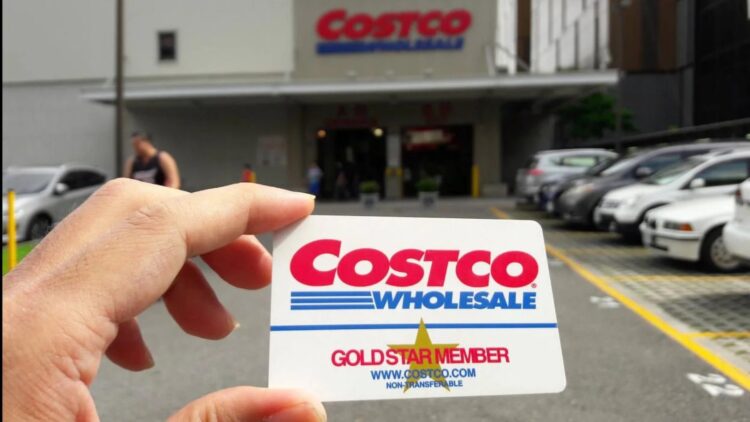 COSTCO
WHOLESALE
COSTCO
WHOLESALE
GOLD STAR MEMBER
WWW.COSTCO.COM
NON-TRANSFERABLE